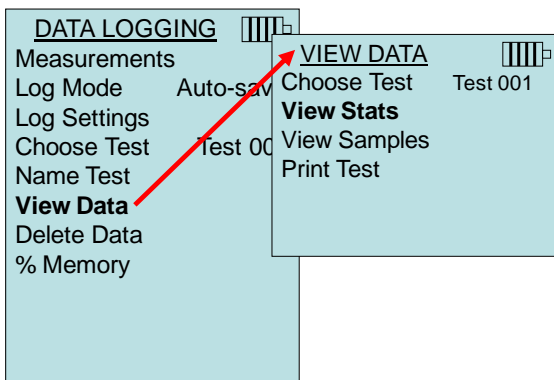 DATA LOGGING
Measurements
Log Mode Auto-sav
Log Settings
Choose Test Test 00
Name Test
View Data
Delete Data
% Memory
VIEW DATA
Choose Test Test 001
View Stats
View Samples
Print Test